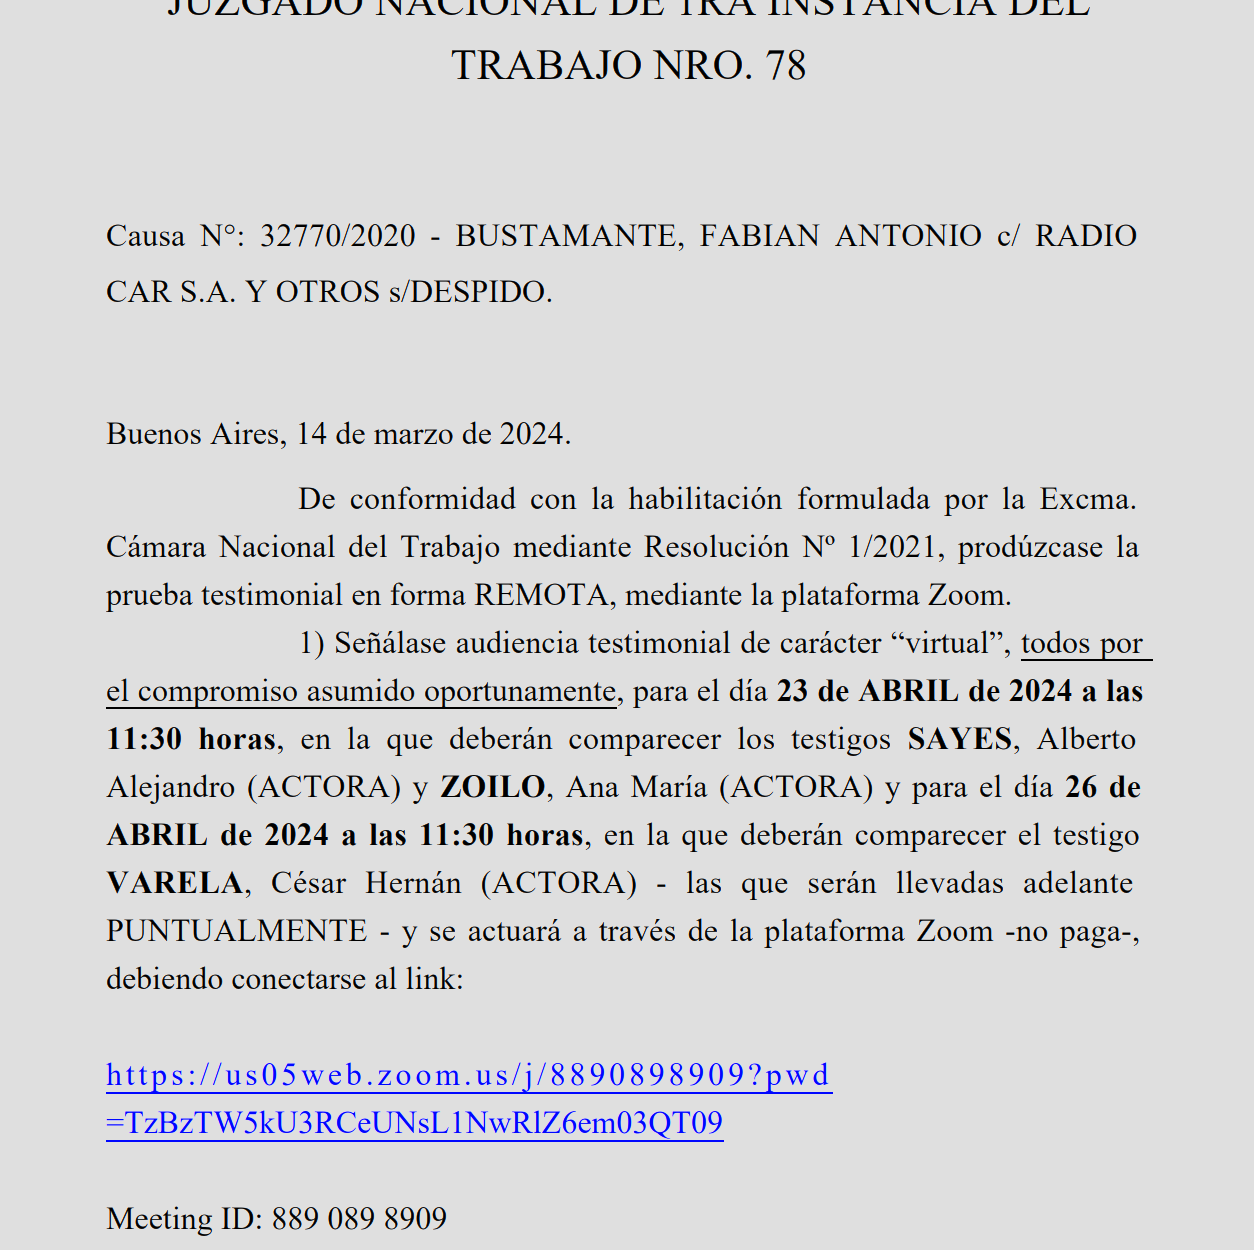 JUZGADO NACIONAL DE 1RA INSTANCIA DEL
TRABAJO NRO. 78
Causa N°: 32770/2020 - BUSTAMANTE, FABIAN ANTONIO c/ RADIO
CAR S.A. Y OTROS s/DESPIDO.
Buenos Aires, 14 de marzo de 2024.
De conformidad con la habilitación formulada por la Excma.
Cámara Nacional del Trabajo mediante Resolución Nº 1/2021, prodúzcase la
prueba testimonial en forma REMOTA, mediante la plataforma Zoom.
1) Señálase audiencia testimonial de carácter “virtual”, todos por
el compromiso asumido oportunamente, para el día 23 de ABRIL de 2024 a las
11:30 horas, en la que deberán comparecer los testigos SAYES, Alberto
Alejandro (ACTORA) y ZOILO, Ana María (ACTORA) y para el día 26 de
ABRIL de 2024 a las 11:30 horas, en la que deberán comparecer el testigo
VARELA, César Hernán (ACTORA) - las que serán llevadas adelante
PUNTUALMENTE - y se actuará a través de la plataforma Zoom -no paga-,
debiendo conectarse al link:
https://us05web.zoom.us/j/8890898909?pwd
=TzBzTW5kU3RCeUNsL1NwRlZ6em03QT09
Meeting ID: 889 089 8909